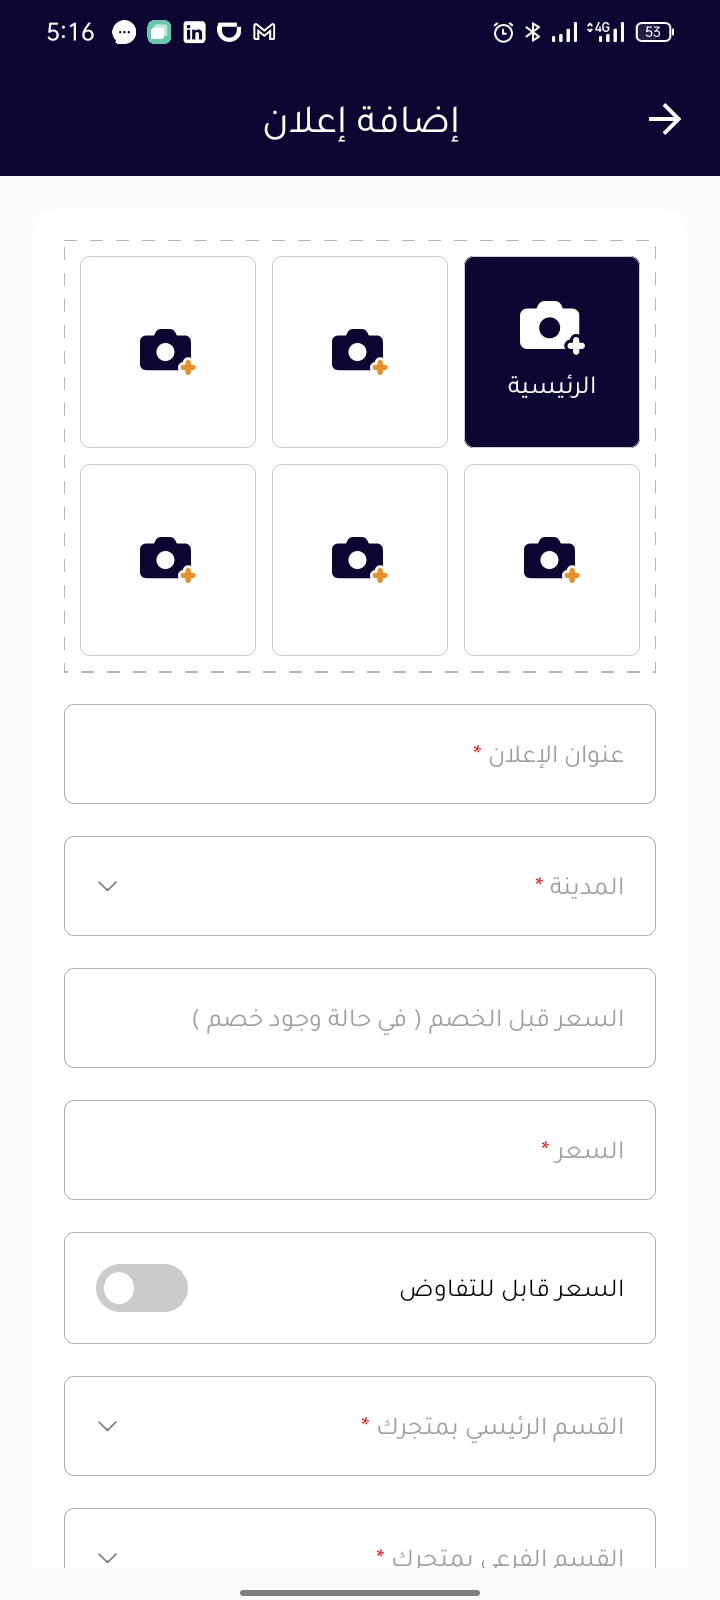 5:16
4G
53
إضافة إعلان
الرئيسية
عنوان الإعلان *
المدينة *
السعر قبل الخصم ( في حالة وجود خصم )
السعر *
السعر قابل للتفاوض
القسم الرئيسي بمتجرك *
القسم الفرعي بمتجرك *